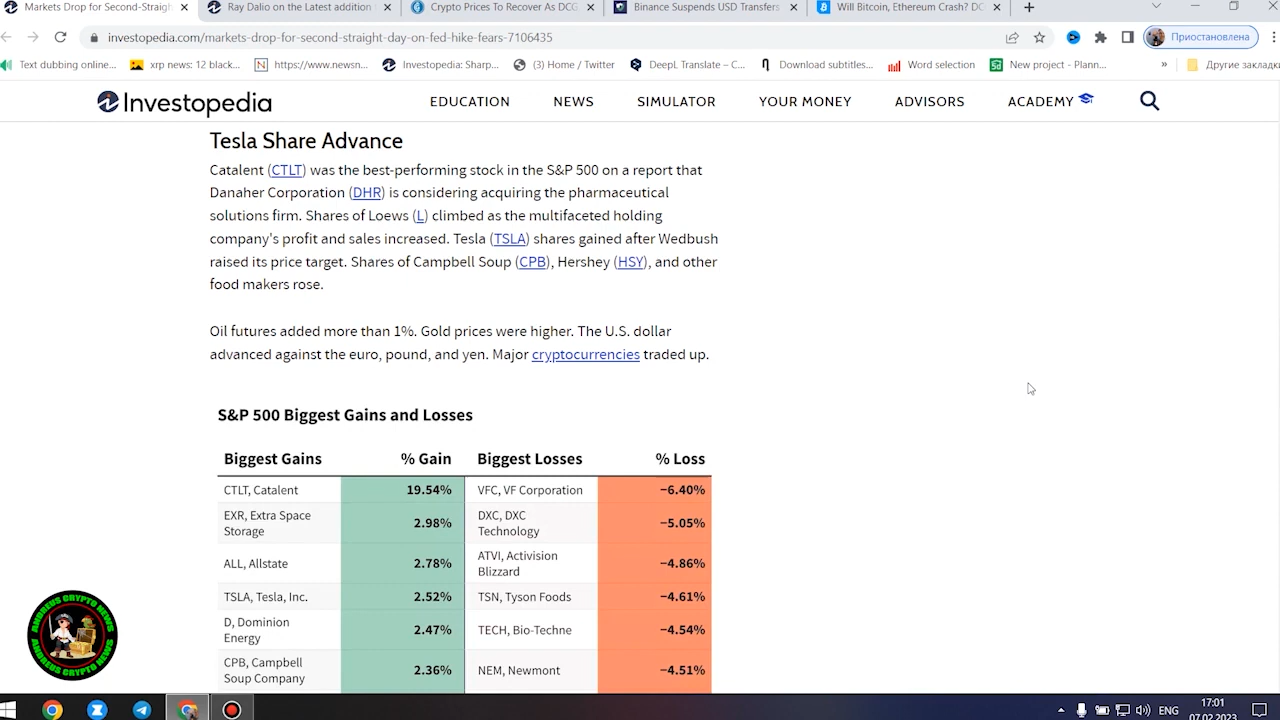 Markets Drop for Second-Straigh
Ray Dalio on the Latest addition
Crypto Prices To Recover As DCG
Binance Suspends USD Transfers
Will Bitcoin, Ethereum Crash? DC
investopedia.com/markets-drop-for-second-straight-day-on-fed-hike-fears-7106435
Приостановлена
Text dubbing online...
xrp news: 12 black...
https://www.newsn...
Investopedia: Sharp...
(3) Home / Twitter
DeepL Translate – C...
Download subtitles...
Word selection
New project - Plann...
»
Другие закладки
Investopedia
EDUCATION
NEWS
SIMULATOR
YOUR MONEY
ADVISORS
ACADEMY
Tesla Share Advance
Catalent (CTLT) was the best-performing stock in the S&P 500 on a report that
Danaher Corporation (DHR) is considering acquiring the pharmaceutical
solutions firm. Shares of Loews (L) climbed as the multifaceted holding
company's profit and sales increased. Tesla (TSLA) shares gained after Wedbush
raised its price target. Shares of Campbell Soup (CPB), Hershey (HSY), and other
food makers rose.
Oil futures added more than 1%. Gold prices were higher. The U.S. dollar
advanced against the euro, pound, and yen. Major cryptocurrencies traded up.
S&P 500 Biggest Gains and Losses
Biggest Gains % Gain Biggest Losses % Loss
CTLT, Catalent 19.54% VFC, VF Corporation −6.40%
EXR, Extra Space
Storage
2.98%
DXC, DXC
Technology
−5.05%
ALL, Allstate 2.78%
ATVI, Activision
Blizzard
−4.86%
TSLA, Tesla, Inc. 2.52% TSN, Tyson Foods −4.61%
D, Dominion
Energy
2.47% TECH, Bio-Techne −4.54%
CPB, Campbell
Soup Company
2.36% NEM, Newmont −4.51%
ANDREUS CRYPTO NEWS
ANDREUS CRYPTO NEWS
ENG
17:01
07.02.2023